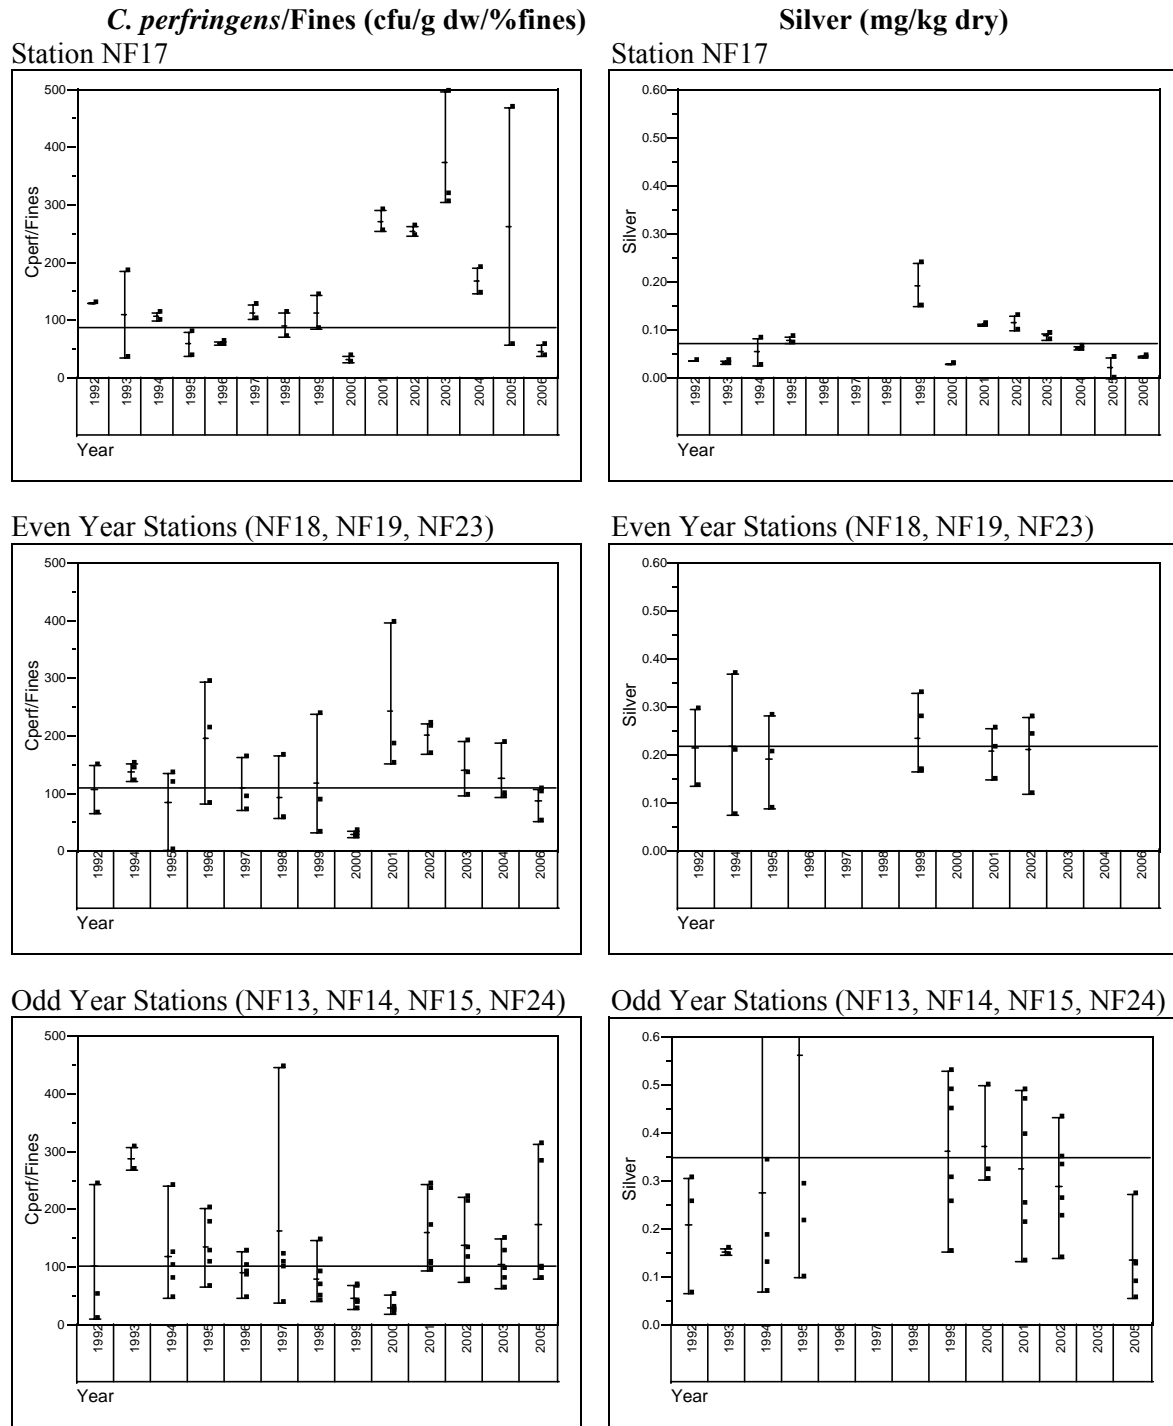 C. perfringens/Fines (cfu/g dw/%fines)
Silver (mg/kg dry)
Station NF17
500
400
300
200
100
0
Cperf/Fines
1992 1993 1994 1995 1996 1997 1998 1999 2000 2001 2002 2003 2004 2005 2006
Year
Station NF17
0.60
0.50
0.40
0.30
0.20
0.10
0.00
Silver
1992 1993 1994 1995 1996 1997 1998 1999 2000 2001 2002 2003 2004 2005 2006
Year
Even Year Stations (NF18, NF19, NF23)
500
400
300
200
100
0
Cperf/Fines
1992 1994 1995 1996 1997 1998 1999 2000 2001 2002 2003 2004 2006
Year
Even Year Stations (NF18, NF19, NF23)
0.60
0.50
0.40
0.30
0.20
0.10
0.00
Silver
1992 1994 1995 1996 1997 1998 1999 2000 2001 2002 2003 2004 2006
Year
Odd Year Stations (NF13, NF14, NF15, NF24)
500
400
300
200
100
0
Cperf/Fines
1992 1993 1994 1995 1996 1997 1998 1999 2000 2001 2002 2003 2005
Year
Odd Year Stations (NF13, NF14, NF15, NF24)
0.6
0.5
0.4
0.3
0.2
0.1
0.0
Silver
1992 1993 1994 1995 1996 1997 1998 1999 2000 2001 2002 2003 2005
Year